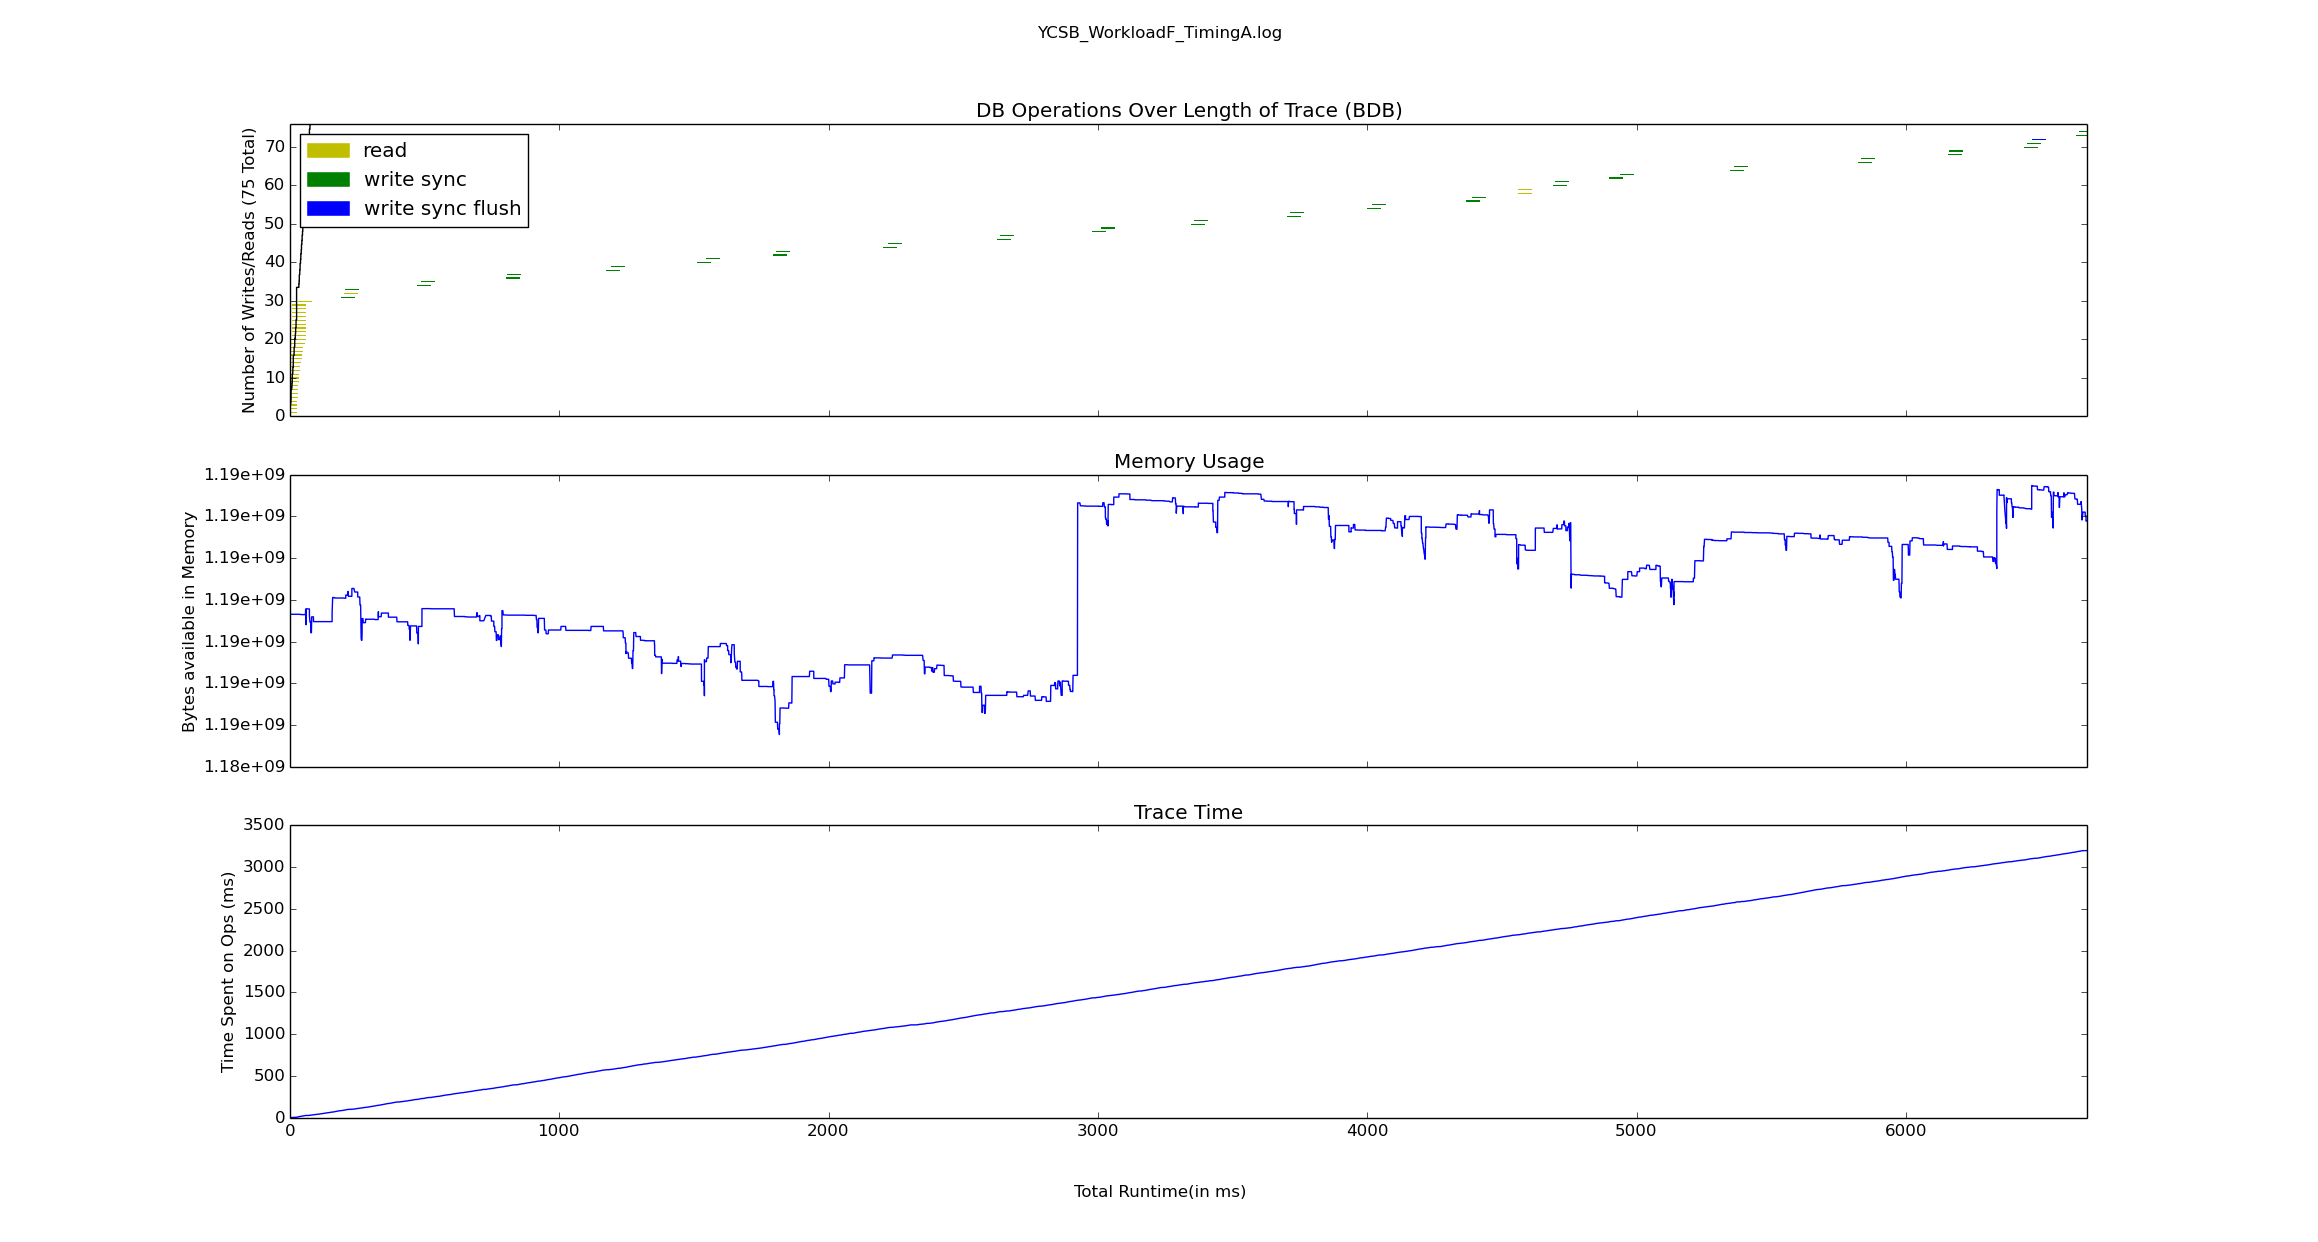 YCSB_WorkloadF_TimingA.log
DB Operations Over Length of Trace (BDB)
Number of Writes/Reads (75 Total)
70
60
50
40
30
20
10
0
read
write sync
write sync flush
Memory Usage
Bytes available in Memory
1.19e+09
1.19e+09
1.19e+09
1.19e+09
1.19e+09
1.19e+09
1.19e+09
1.18e+09
Trace Time
Time Spent on Ops (ms)
3500
3000
2500
2000
1500
1000
500
0
0 1000 2000 3000 4000 5000 6000
Total Runtime(in ms)